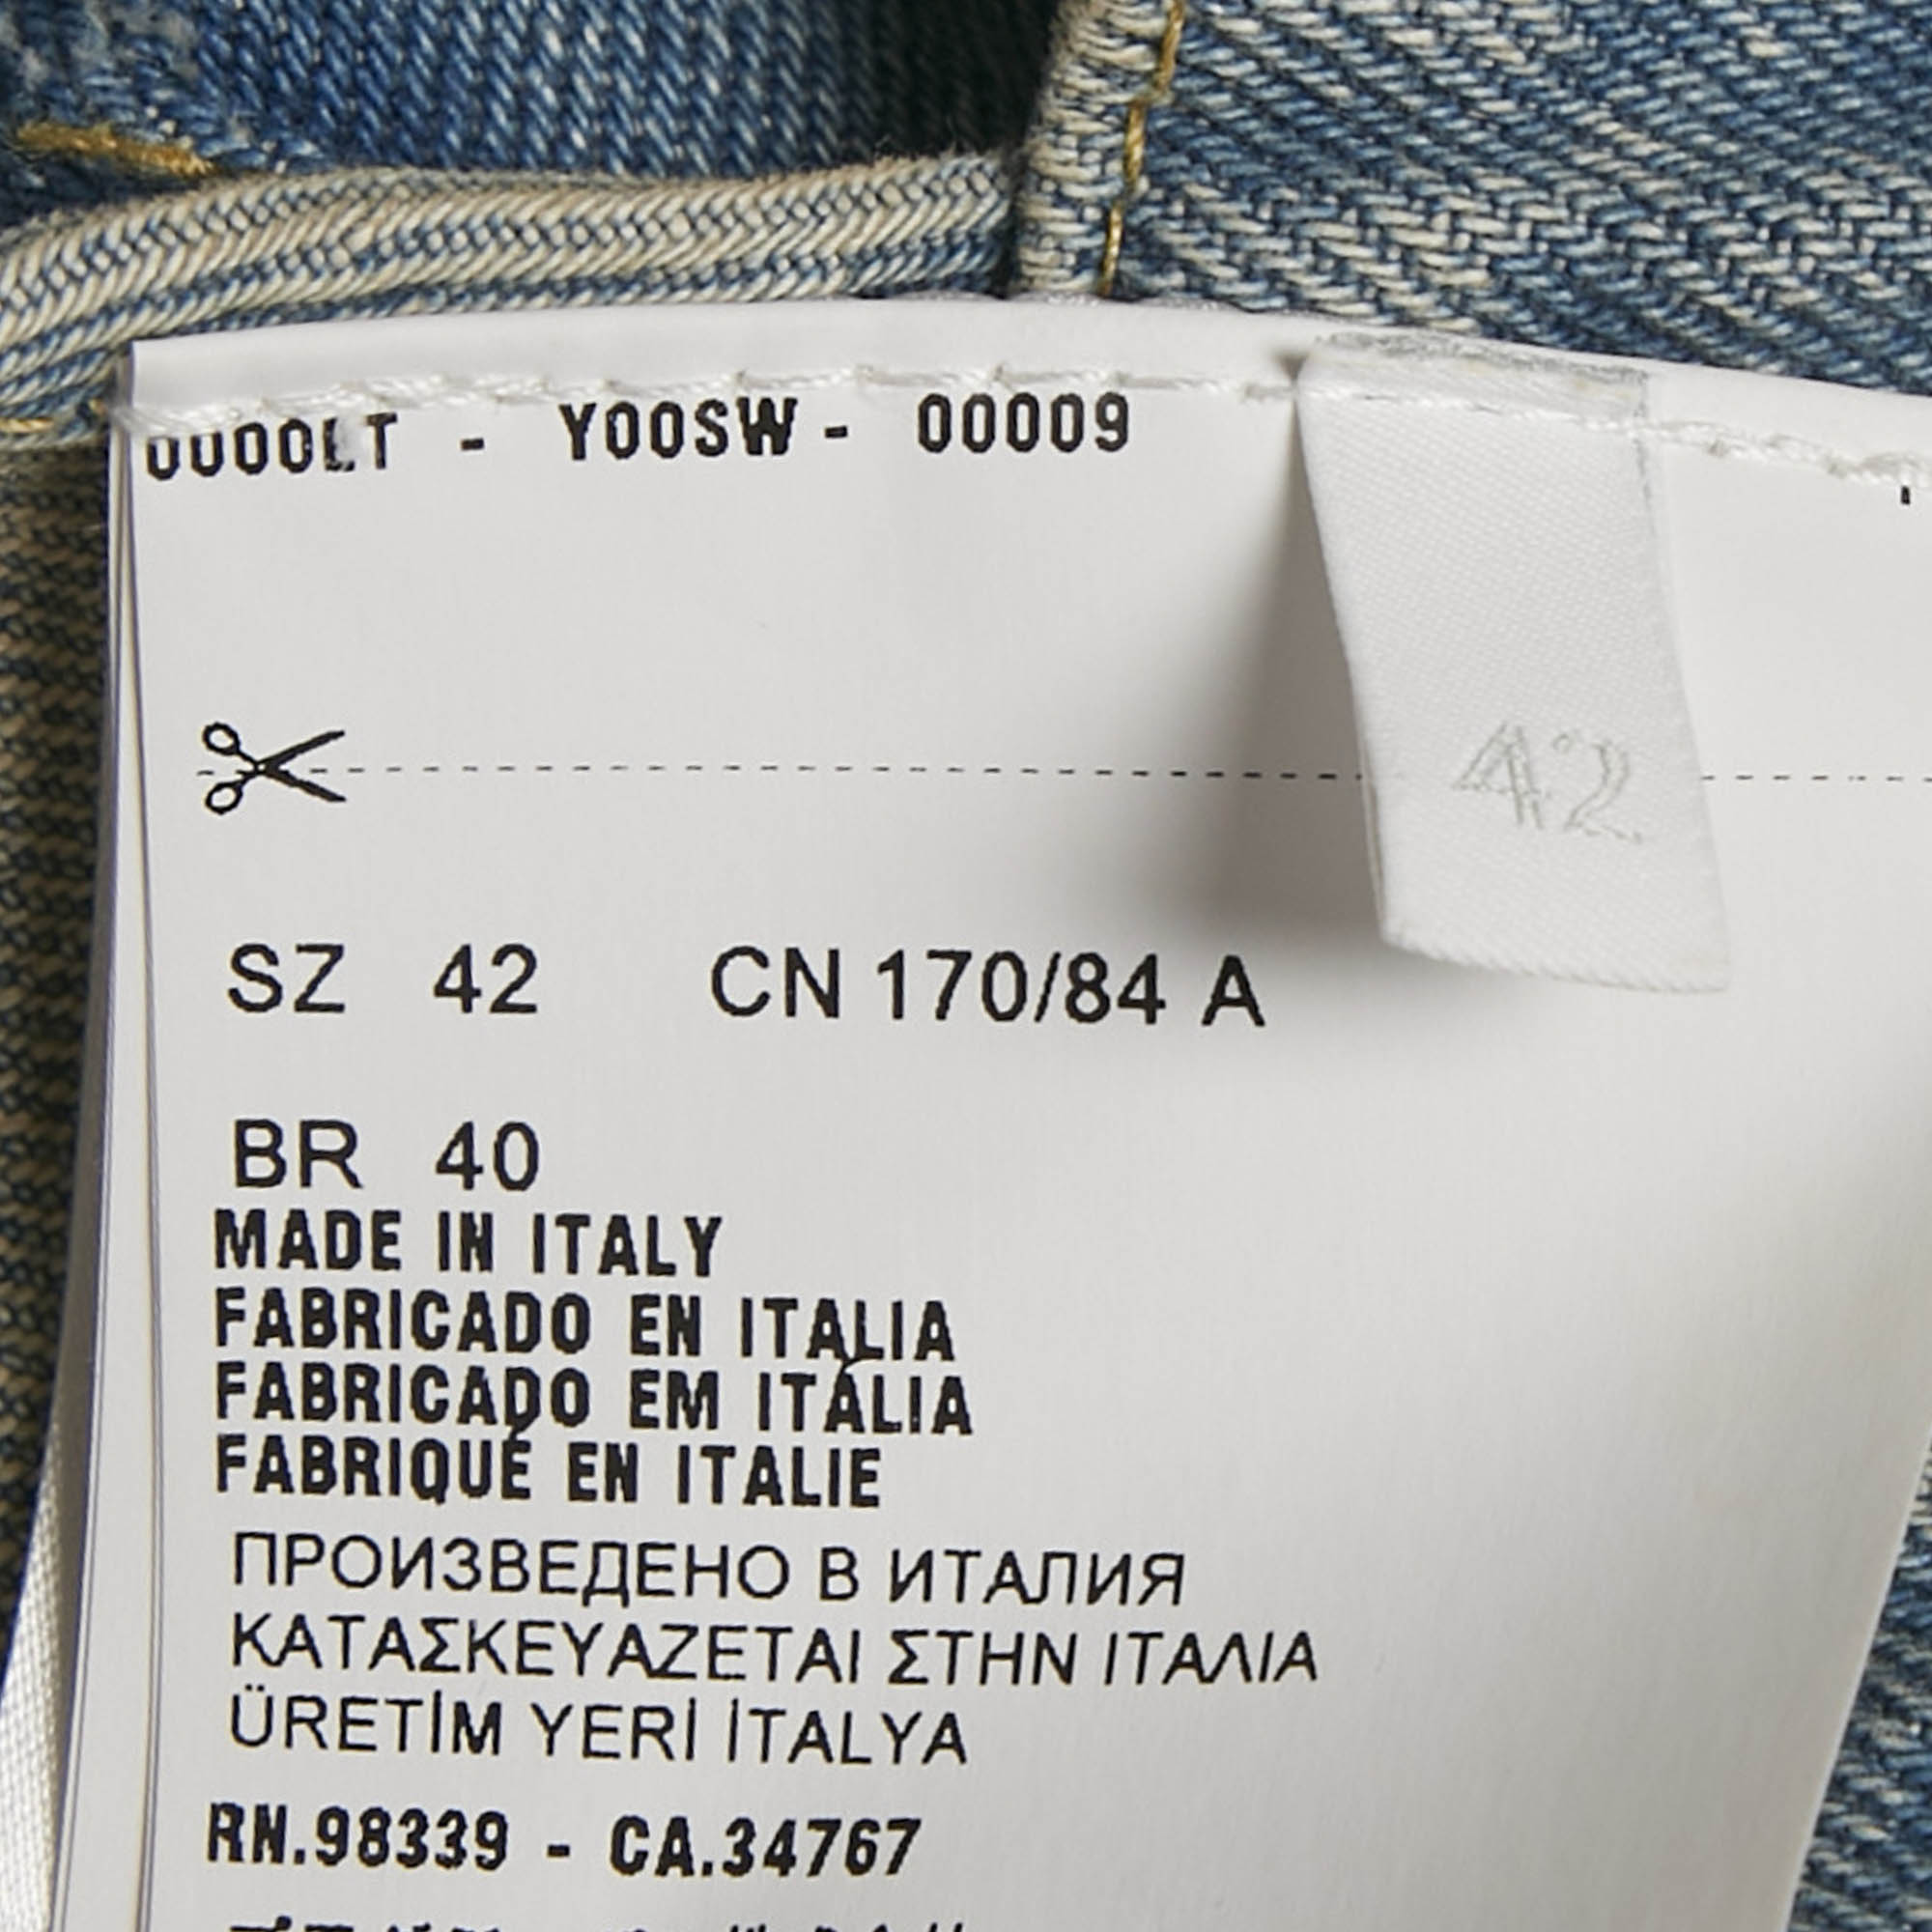 0000LT - Y00SW - 00009
42
SZ 42 CN 170/84 A
BR 40
MADE IN ITALY
FABRICADO EN ITALIA
FABRICADO EM ITÁLIA
FABRIQUÉ EN ITALIE
ПРОИЗВЕДЕНО В ИТАЛИЯ
ΚΑΤΑΣΚΕΥΑΖΕΤΑΙ ΣΤΗΝ ΙΤΑΛΙΑ
ÜRETİM YERİ İTALYA
RN.98339 - CA.34767